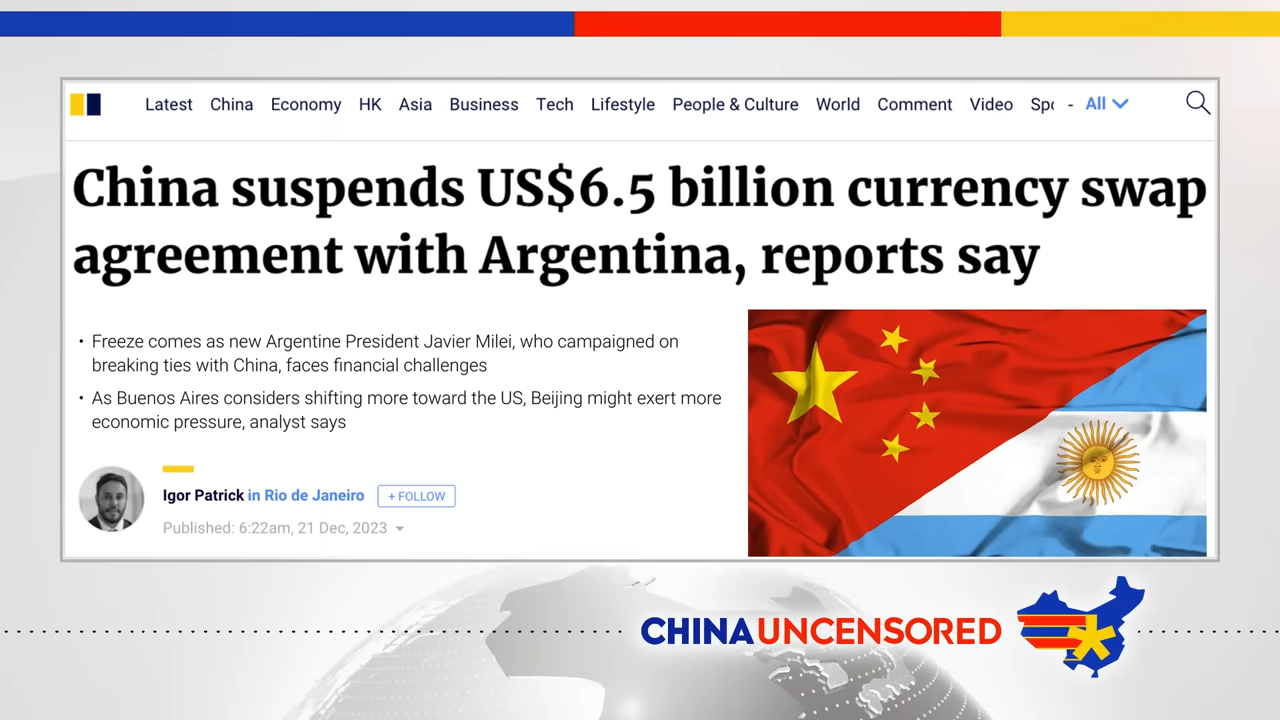 Latest China Economy HK Asia Business Tech Lifestyle People & Culture World Comment Video Spo - All
China suspends US$6.5 billion currency swap
agreement with Argentina, reports say
• Freeze comes as new Argentine President Javier Milei, who campaigned on
breaking ties with China, faces financial challenges
• As Buenos Aires considers shifting more toward the US, Beijing might exert more
economic pressure, analyst says
Igor Patrick in Rio de Janeiro + FOLLOW
Published: 6:22am, 21 Dec, 2023
CHINA UNCENSORED